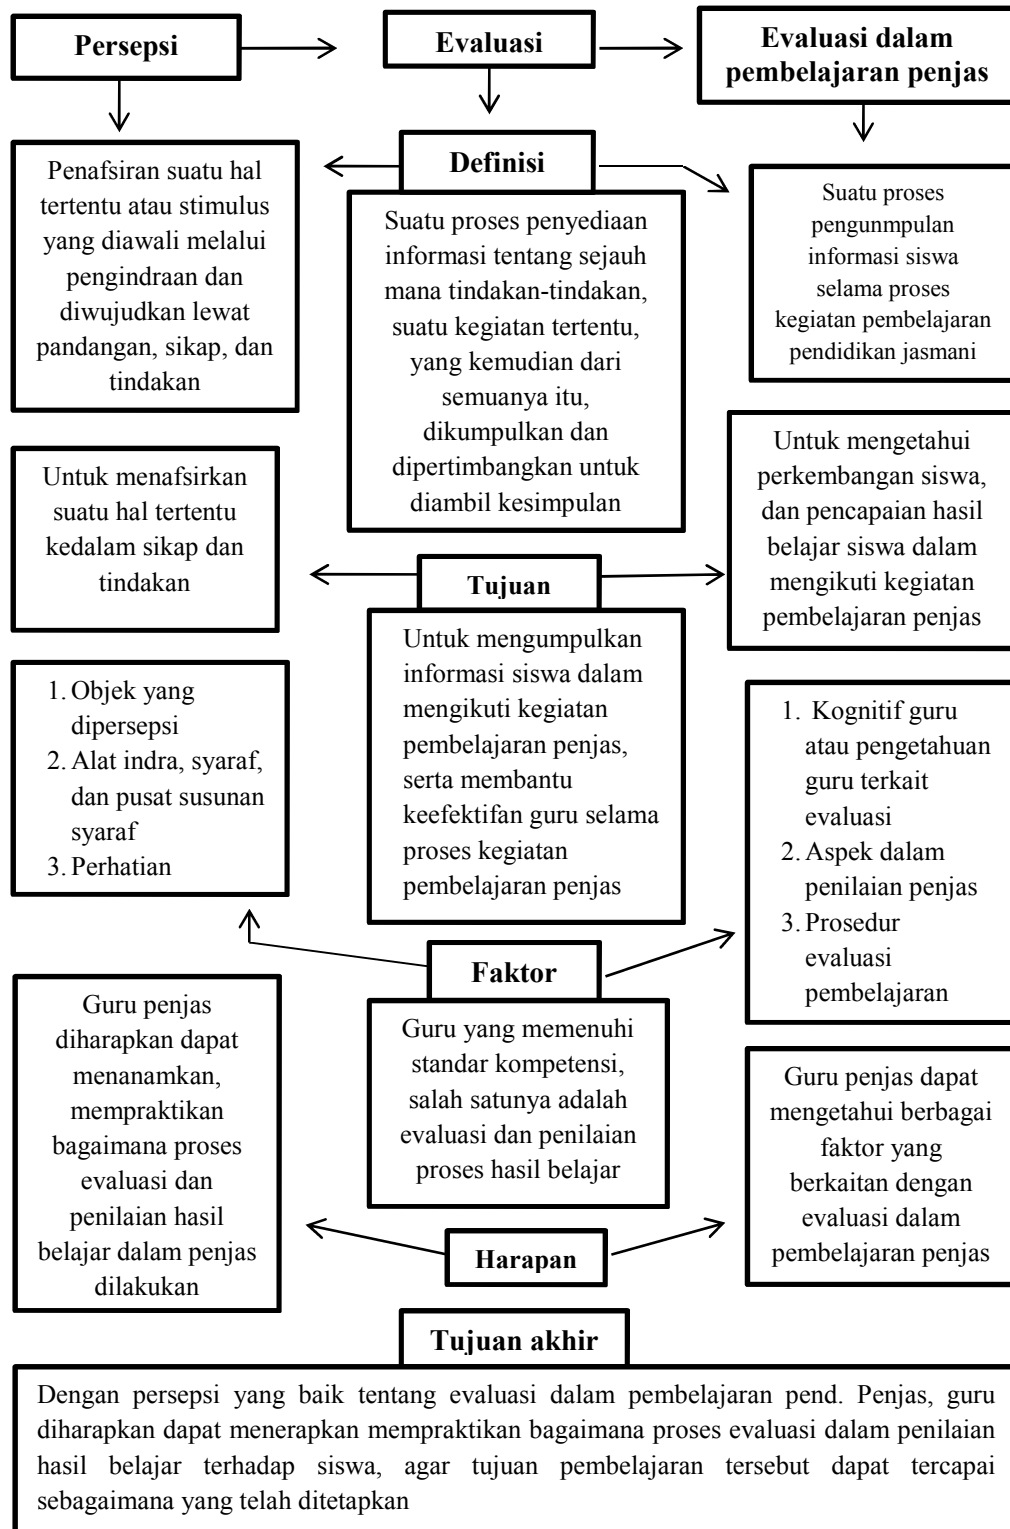 Persepsi
Evaluasi
Evaluasi dalam
pembelajaran penjas
Penafsiran suatu hal
tertentu atau stimulus
yang diawali melalui
pengindraan dan
diwujudkan lewat
pandangan, sikap, dan
tindakan
Definisi
Suatu proses penyediaan
informasi tentang sejauh
mana tindakan-tindakan,
suatu kegiatan tertentu,
yang kemudian dari
semuanya itu,
dikumpulkan dan
dipertimbangkan untuk
diambil kesimpulan
Suatu proses
pengunmpulan
informasi siswa
selama proses
kegiatan pembelajaran
pendidikan jasmani
Untuk menafsirkan
suatu hal tertentu
kedalam sikap dan
tindakan
Tujuan
Untuk mengumpulkan
informasi siswa dalam
mengikuti kegiatan
pembelajaran penjas,
serta membantu
keefektifan guru selama
proses kegiatan
pembelajaran penjas
Untuk mengetahui
perkembangan siswa,
dan pencapaian hasil
belajar siswa dalam
mengikuti kegiatan
pembelajaran penjas
1. Objek yang
dipersepsi
2. Alat indra, syaraf,
dan pusat susunan
syaraf
3. Perhatian
Faktor
Guru yang memenuhi
standar kompetensi,
salah satunya adalah
evaluasi dan penilaian
proses hasil belajar
1. Kognitif guru
atau pengetahuan
guru terkait
evaluasi
2. Aspek dalam
penilaian penjas
3. Prosedur
evaluasi
pembelajaran
Guru penjas
diharapkan dapat
menanamkan,
mempraktikan
bagaimana proses
evaluasi dan
penilaian hasil
belajar dalam penjas
dilakukan
Harapan
Guru penjas dapat
mengetahui berbagai
faktor yang
berkaitan dengan
evaluasi dalam
pembelajaran penjas
Tujuan akhir
Dengan persepsi yang baik tentang evaluasi dalam pembelajaran pend. Penjas, guru
diharapkan dapat menerapkan mempraktikan bagaimana proses evaluasi dalam penilaian
hasil belajar terhadap siswa, agar tujuan pembelajaran tersebut dapat tercapai
sebagaimana yang telah ditetapkan